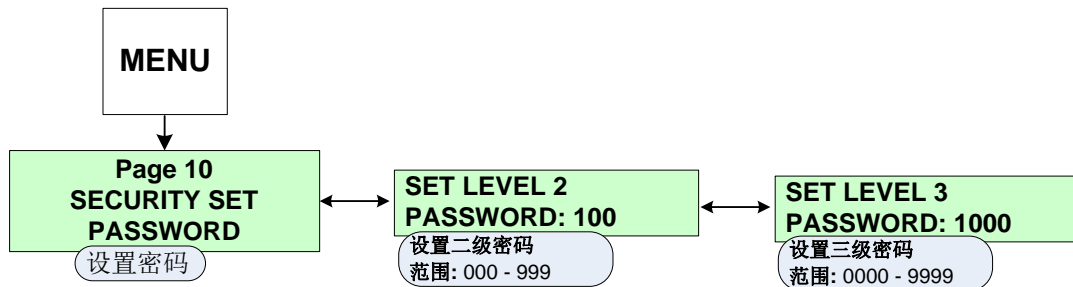 MENU
Page 10
SECURITY SET
PASSWORD
设置密码
SET LEVEL 2
PASSWORD: 100
设置二级密码
范围: 000 - 999
SET LEVEL 3
PASSWORD: 1000
设置三级密码
范围: 0000 - 9999